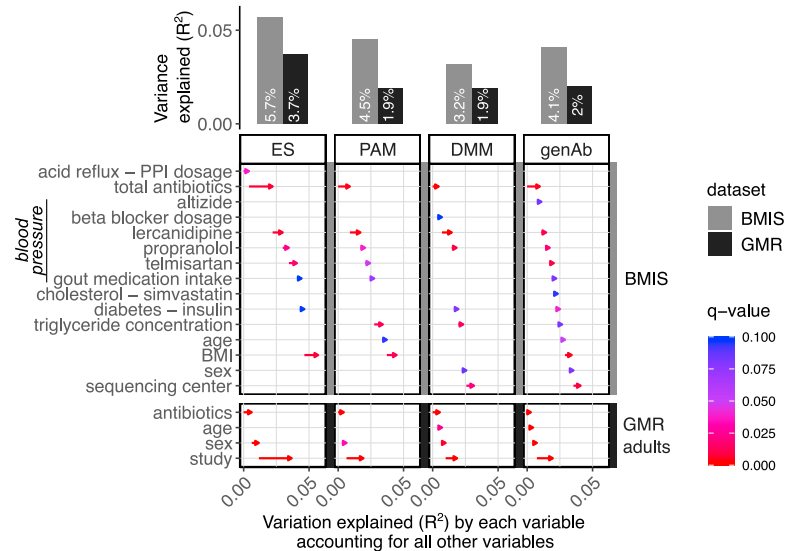 Variance
explained (R²)
0.05
0.00
5.7%
3.7%
4.5%
1.9%
3.2%
1.9%
4.1%
2%
ES
PAM
DMM
genAb
acid reflux – PPI dosage
total antibiotics
altizide
beta blocker dosage
lercanidipine
propranolol
telmisartan
gout medication intake
cholesterol – simvastatin
diabetes – insulin
triglyceride concentration
age
BMI
sex
sequencing center
blood
pressure
BMIS
antibiotics
age
sex
study
GMR
adults
0.00
0.05
0.00
0.05
0.00
0.05
0.00
0.05
Variation explained (R²) by each variable
accounting for all other variables
dataset
BMIS
GMR
q−value
0.100
0.075
0.050
0.025
0.000